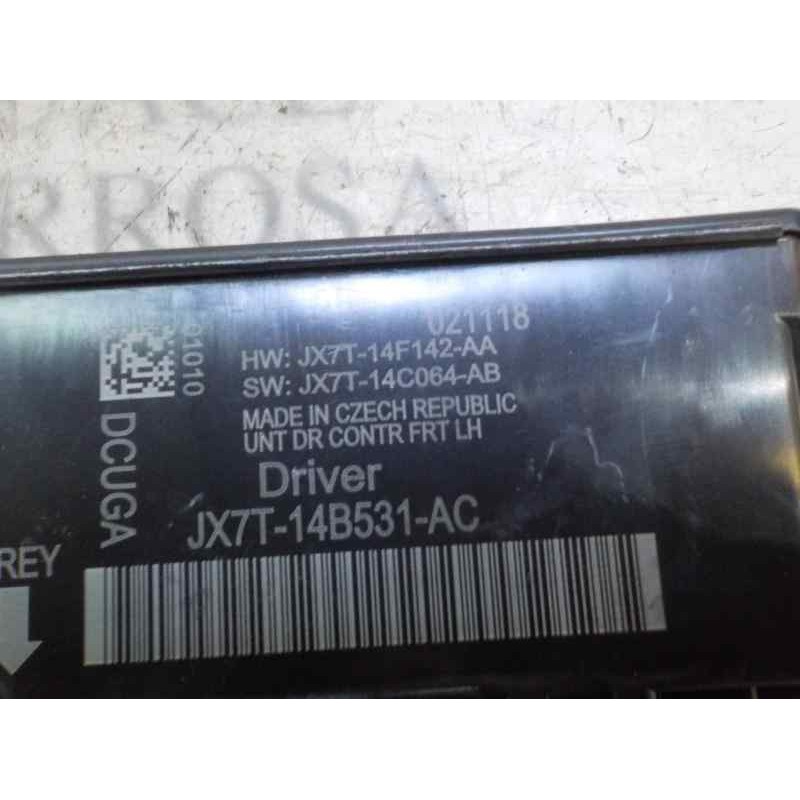 RROSA
021118
01010
HW: JX7T-14F142-AA
SW: JX7T-14C064-AB
MADE IN CZECH REPUBLIC
UNT DR CONTR FRT LH
DCUGA
Driver
JX7T-14B531-AC
REY